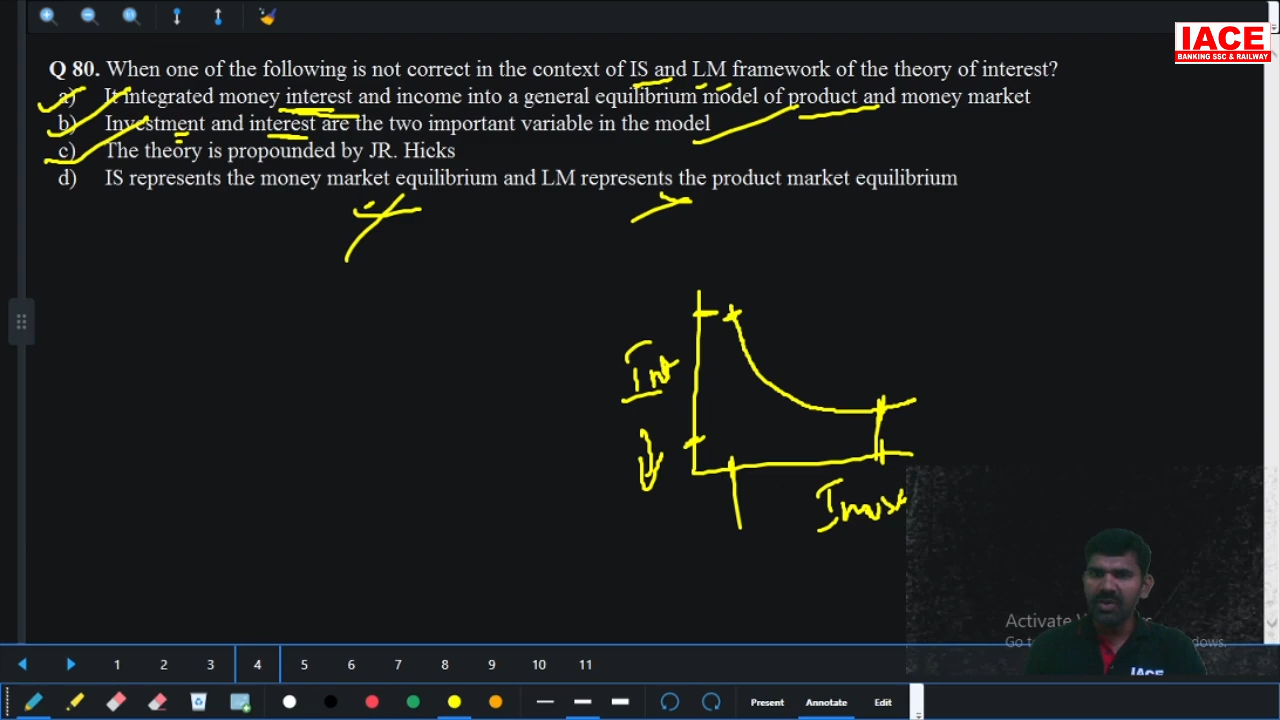 IACE
BANKING SSC & RAILWAY
Q 80. When one of the following is not correct in the context of IS and LM framework of the theory of interest?
a) It integrated money interest and income into a general equilibrium model of product and money market
b) Investment and interest are the two important variable in the model
c) The theory is propounded by JR. Hicks
d) IS represents the money market equilibrium and LM represents the product market equilibrium
Int
Activate
Go t
dows.
IACE
1 2 3 4 5 6 7 8 9 10 11
Present Annotate Edit